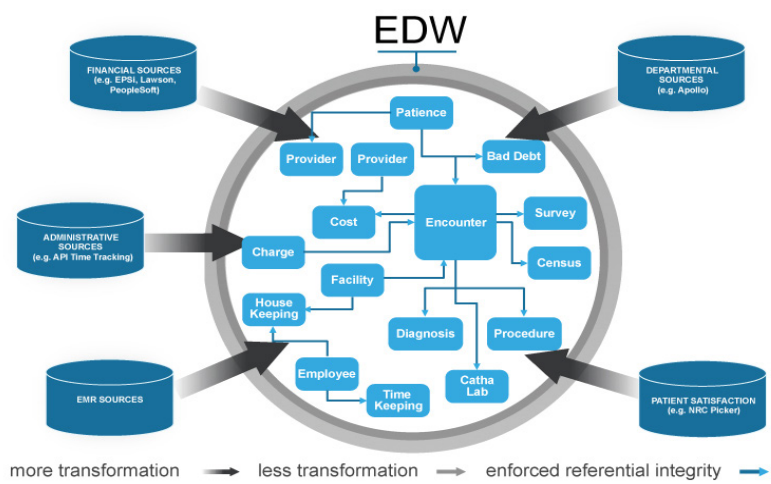 EDW
FINANCIAL SOURCES
(e.g. EPSi, Lawson,
PeopleSoft)
DEPARTMENTAL
SOURCES
(e.g. Apollo)
Patience
Provider
Provider
Bad Debt
Cost
Encounter
Survey
ADMINISTRATIVE
SOURCES
(e.g. API Time Tracking)
Charge
Census
Facility
House
Keeping
Diagnosis
Procedure
Employee
Catha
Lab
Time
Keeping
EMR SOURCES
PATIENT SATISFACTION
(e.g. NRC Picker)
more transformation
less transformation
enforced referential integrity